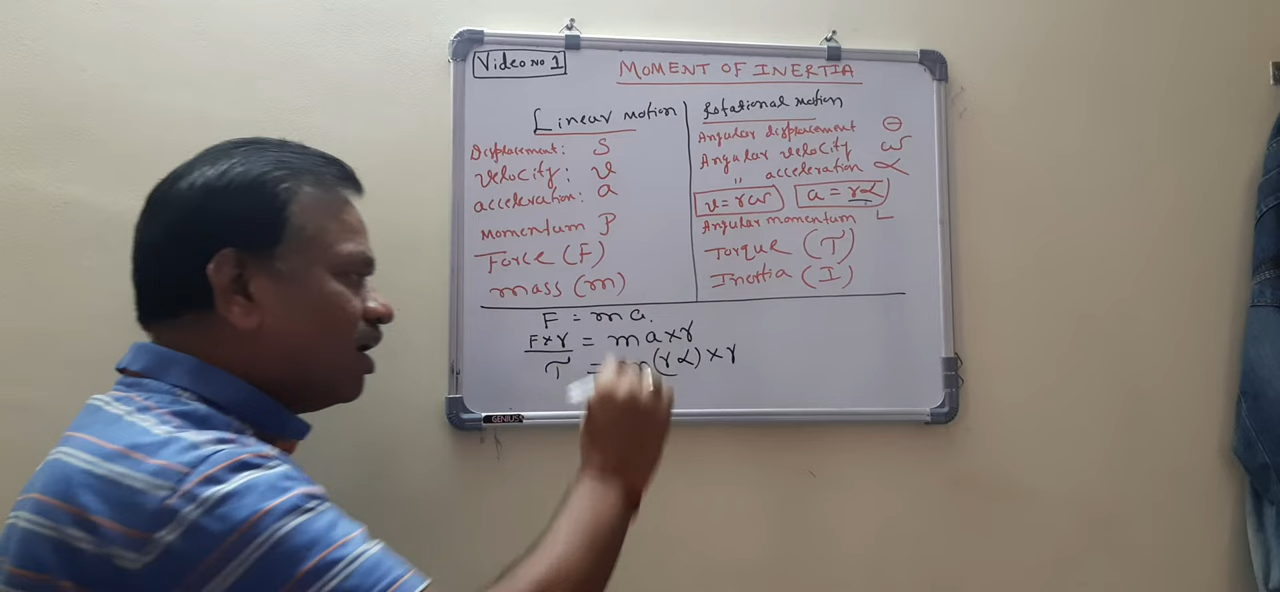 Video No 1
MOMENT OF INERTIA
Linear motion
Displacement: S
Velocity: v
acceleration: a
Momentum P
Force (F)
mass (m)
Rotational motion
Angular displacement θ
Angular velocity ω
" acceleration α
v = rω a = rα
Angular momentum L
Torque (τ)
Inertia (I)
F = ma.
F×r = ma×r
τ = m(rα)×r
GENIUS